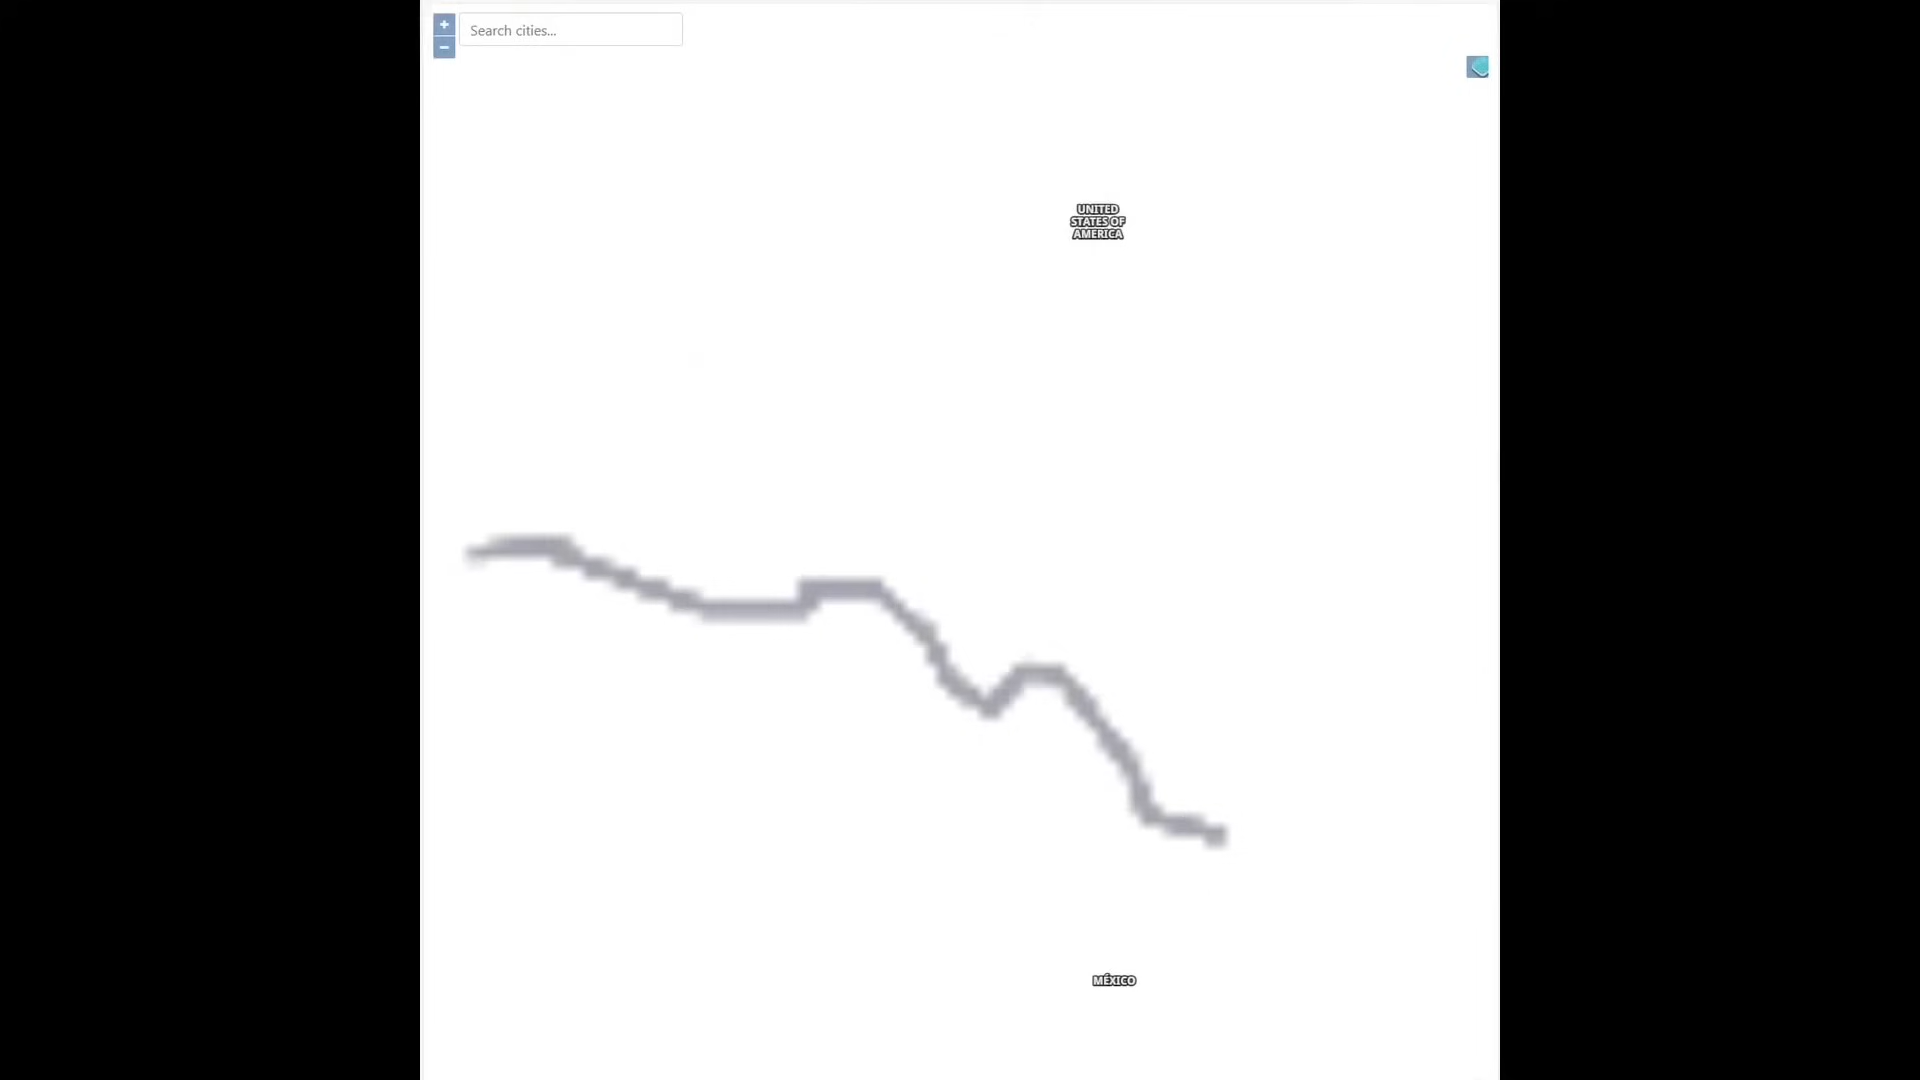 +
Search cities...
−
UNITED
STATES OF
AMERICA
MÉXICO